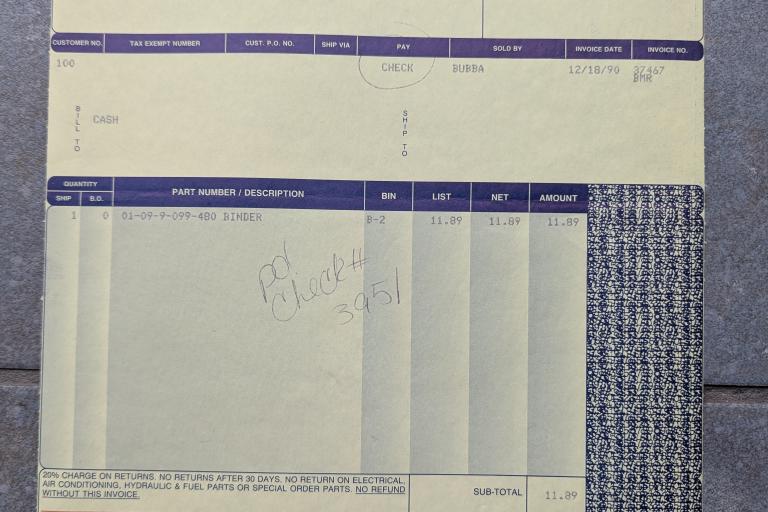 CUSTOMER NO. TAX EXEMPT NUMBER CUST. P.O. NO. SHIP VIA PAY SOLD BY INVOICE DATE INVOICE NO.
100 CHECK BUBBA 12/18/90 37467
BMR
BILL TO CASH SHIP TO
QUANTITY
SHIP B.O. PART NUMBER / DESCRIPTION BIN LIST NET AMOUNT
1 0 01-09-9-099-480 BINDER B-2 11.89 11.89 11.89
pd.
Check #
3951
20% CHARGE ON RETURNS. NO RETURNS AFTER 30 DAYS. NO RETURN ON ELECTRICAL,
AIR CONDITIONING, HYDRAULIC & FUEL PARTS OR SPECIAL ORDER PARTS. NO REFUND
WITHOUT THIS INVOICE.
SUB-TOTAL 11.89